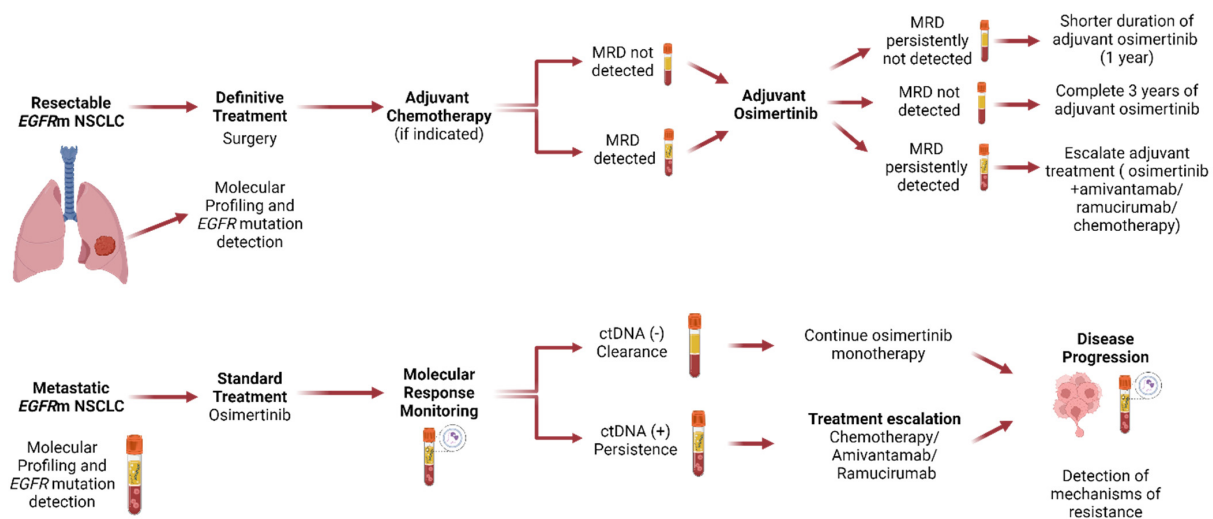 Resectable
EGFRm NSCLC
Definitive
Treatment
Surgery
Molecular
Profiling and
EGFR mutation
detection
Adjuvant
Chemotherapy
(if indicated)
MRD not
detected
MRD
detected
Adjuvant
Osimertinib
MRD
persistently
not detected
Shorter duration of
adjuvant osimertinib
(1 year)
MRD not
detected
Complete 3 years of
adjuvant osimertinib
MRD
persistently
detected
Escalate adjuvant
treatment ( osimertinib
+amivantamab/
ramucirumab/
chemotherapy)
Metastatic
EGFRm NSCLC
Molecular
Profiling and
EGFR mutation
detection
Standard
Treatment
Osimertinib
Molecular
Response
Monitoring
ctDNA (-)
Clearance
Continue osimertinib
monotherapy
ctDNA (+)
Persistence
Treatment escalation
Chemotherapy/
Amivantamab/
Ramucirumab
Disease
Progression
Detection of
mechanisms of
resistance